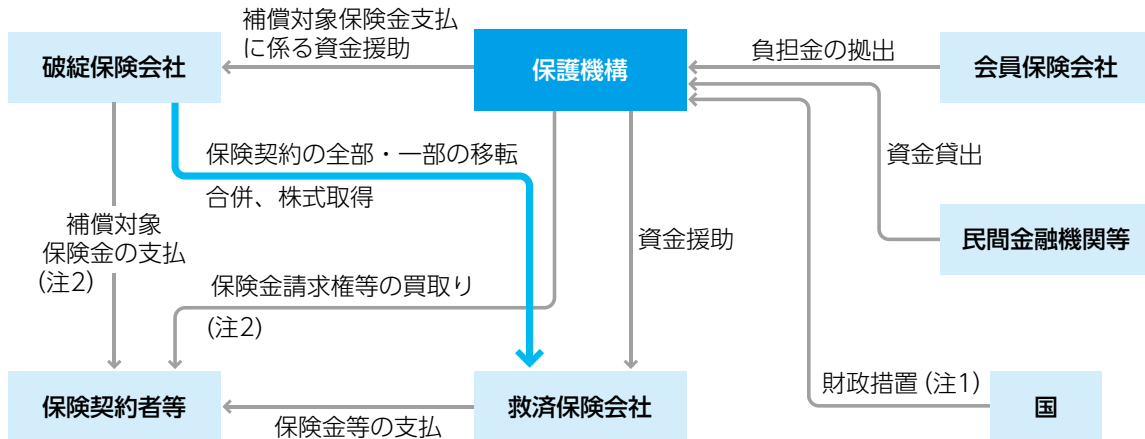 補償対象保険金支払
に係る資金援助
破綻保険会社
保護機構
負担金の拠出
会員保険会社
保険契約の全部・一部の移転
合併、株式取得
資金貸出
補償対象
保険金の支払
(注2)
資金援助
民間金融機関等
保険金請求権等の買取り
(注2)
財政措置 (注1)
保険契約者等
保険金等の支払
救済保険会社
国